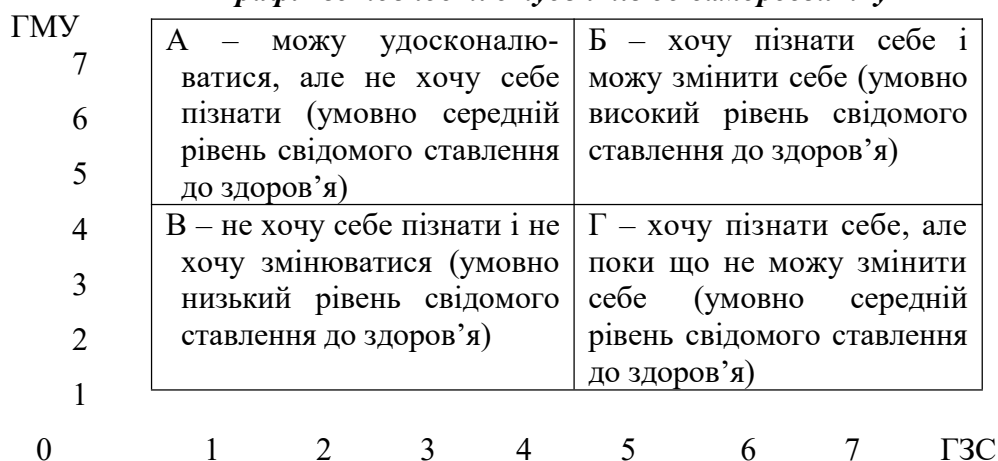 ГМУ
7
6
5
4
3
2
1
А – можу удосконалю-
ватися, але не хочу себе
пізнати (умовно середній
рівень свідомого ставлення
до здоров’я)
Б – хочу пізнати себе і
можу змінити себе (умовно
високий рівень свідомого
ставлення до здоров’я)
В – не хочу себе пізнати і не
хочу змінюватися (умовно
низький рівень свідомого
ставлення до здоров’я)
Г – хочу пізнати себе, але
поки що не можу змінити
себе (умовно середній
рівень свідомого ставлення
до здоров’я)
0 1 2 3 4 5 6 7 ГЗС